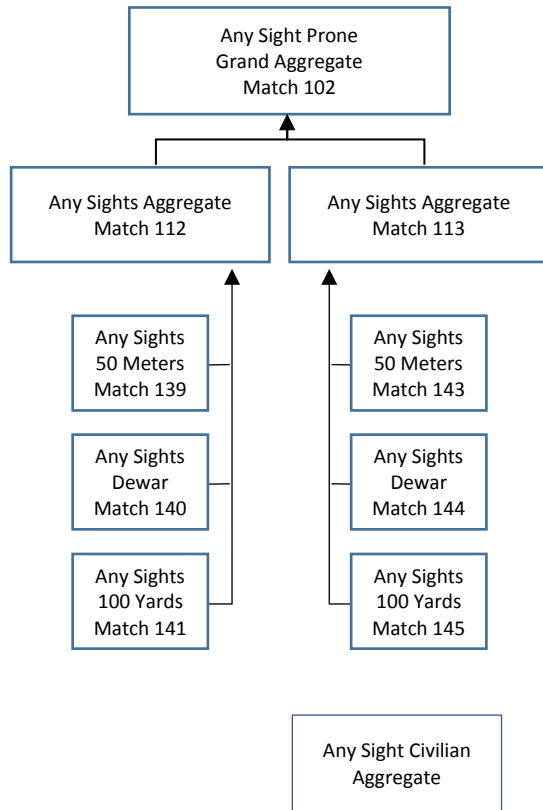 Any Sight Prone
Grand Aggregate
Match 102
Any Sights Aggregate
Match 112
Any Sights Aggregate
Match 113
Any Sights
50 Meters
Match 139
Any Sights
50 Meters
Match 143
Any Sights
Dewar
Match 140
Any Sights
Dewar
Match 144
Any Sights
100 Yards
Match 141
Any Sights
100 Yards
Match 145
Any Sight Civilian
Aggregate